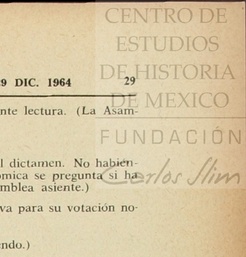 CENTRO DE
ESTUDIOS
DE HISTORIA
DE MEXICO
FUNDACIÓN
Carlos Slim
9 DIC. 1964 29
nte lectura. (La Asam-
l dictamen. No habién-
ómica se pregunta si ha
mblea asiente.)
va para su votación no-
endo.)